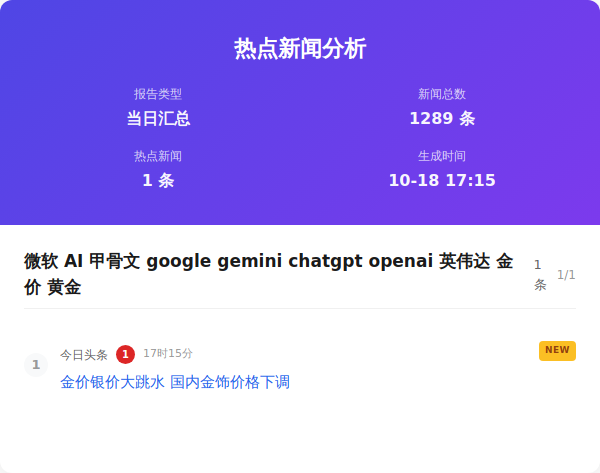 热点新闻分析
报告类型
新闻总数
当日汇总
1289 条
热点新闻
生成时间
1 条
10-18 17:15
微软 AI 甲骨文 google gemini chatgpt openai 英伟达 金
价 黄金
1
条
1/1
1
今日头条 1 17时15分
NEW
金价银价大跳水 国内金饰价格下调